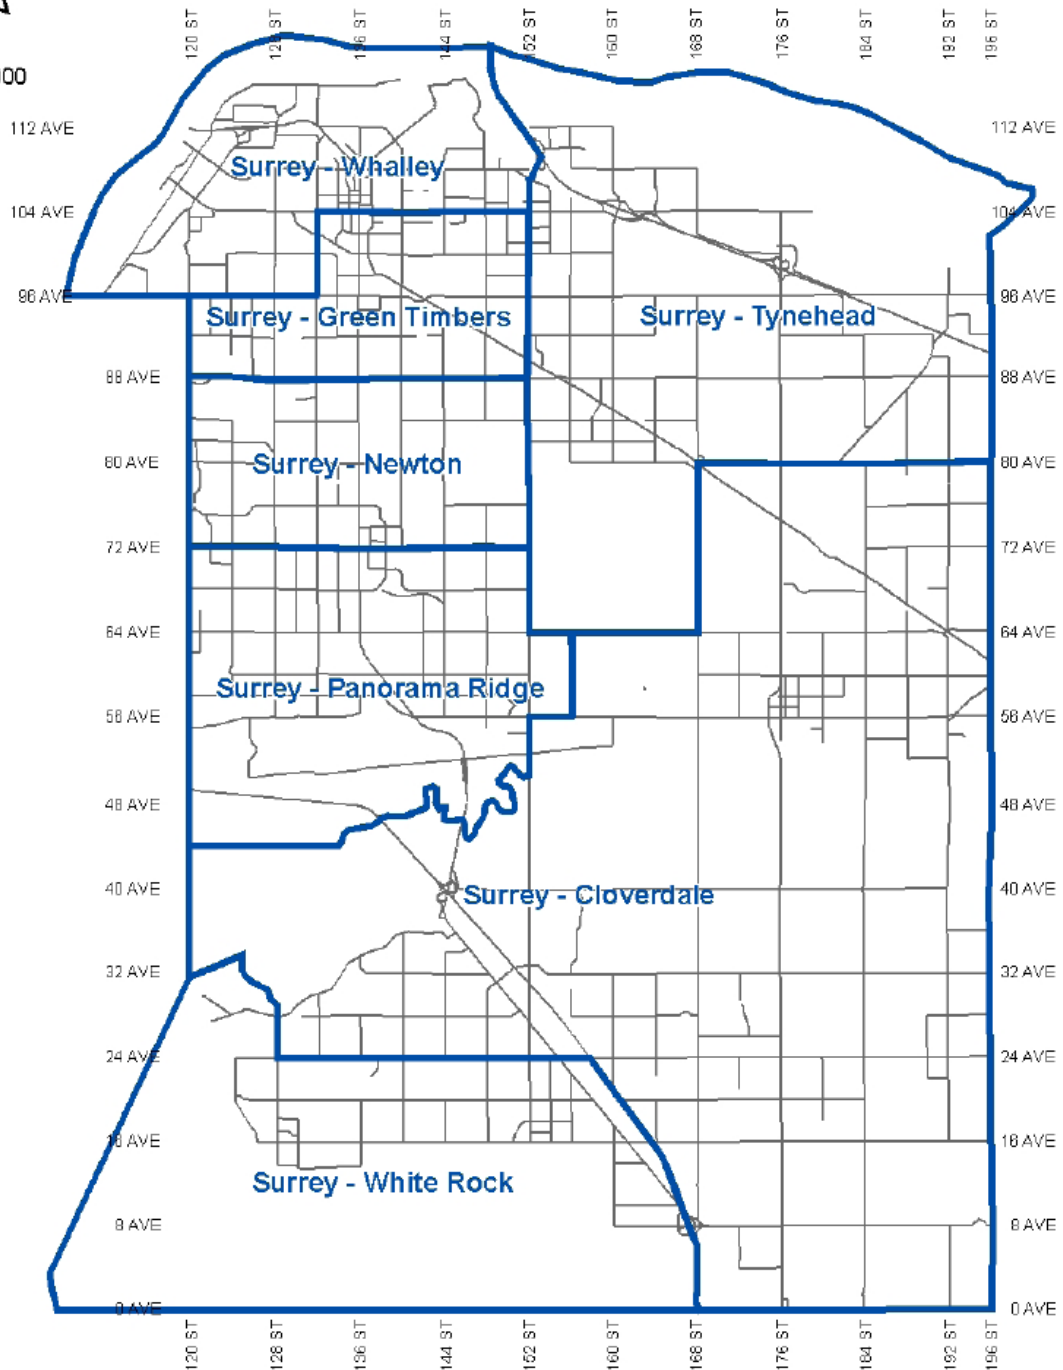 120 ST
128 ST
136 ST
144 ST
152 ST
160 ST
168 ST
176 ST
184 ST
192 ST
196 ST
000
112 AVE
112 AVE
Surrey - Whalley
104 AVE
104 AVE
96 AVE
96 AVE
Surrey - Green Timbers
Surrey - Tynehead
88 AVE
88 AVE
80 AVE
Surrey - Newton
80 AVE
72 AVE
72 AVE
64 AVE
64 AVE
Surrey - Panorama Ridge
56 AVE
56 AVE
48 AVE
48 AVE
40 AVE
Surrey - Cloverdale
40 AVE
32 AVE
32 AVE
24 AVE
24 AVE
16 AVE
16 AVE
Surrey - White Rock
8 AVE
8 AVE
0 AVE
0 AVE
120 ST
128 ST
136 ST
144 ST
152 ST
160 ST
168 ST
176 ST
184 ST
192 ST
196 ST